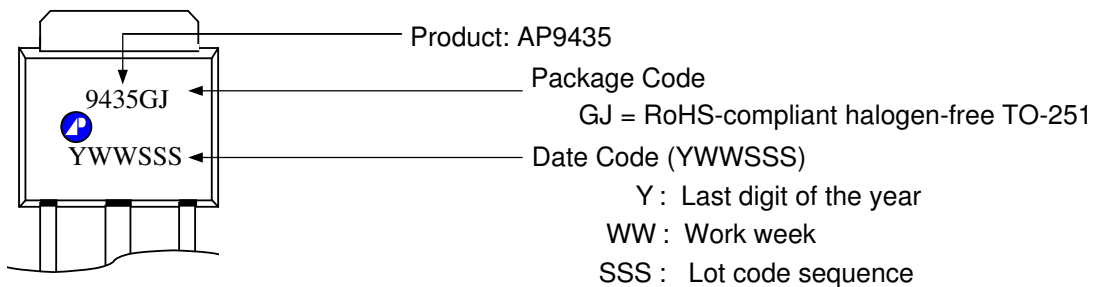 Product: AP9435
Package Code
9435GJ
GJ = RoHS-compliant halogen-free TO-251
AP
YWWSSS
Date Code (YWWSSS)
Y : Last digit of the year
WW : Work week
SSS : Lot code sequence